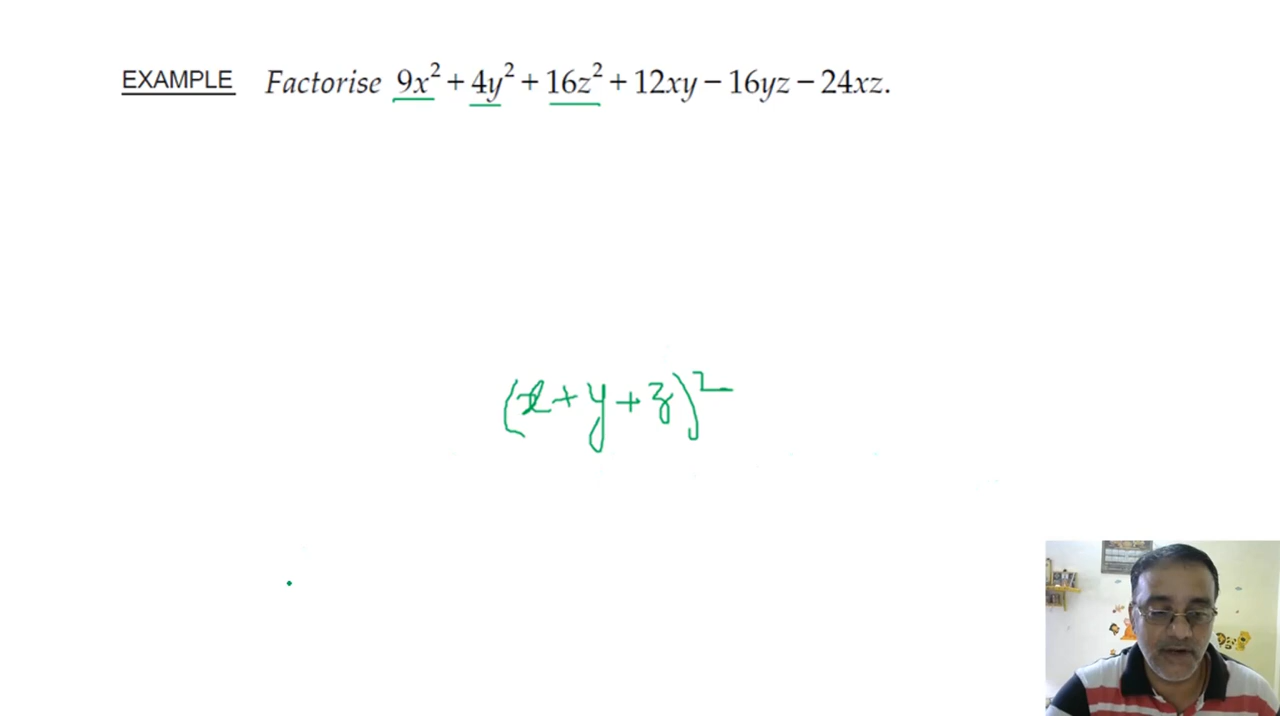 EXAMPLE Factorise 9x² + 4y² + 16z² + 12xy − 16yz − 24xz.
(x+y+z)²